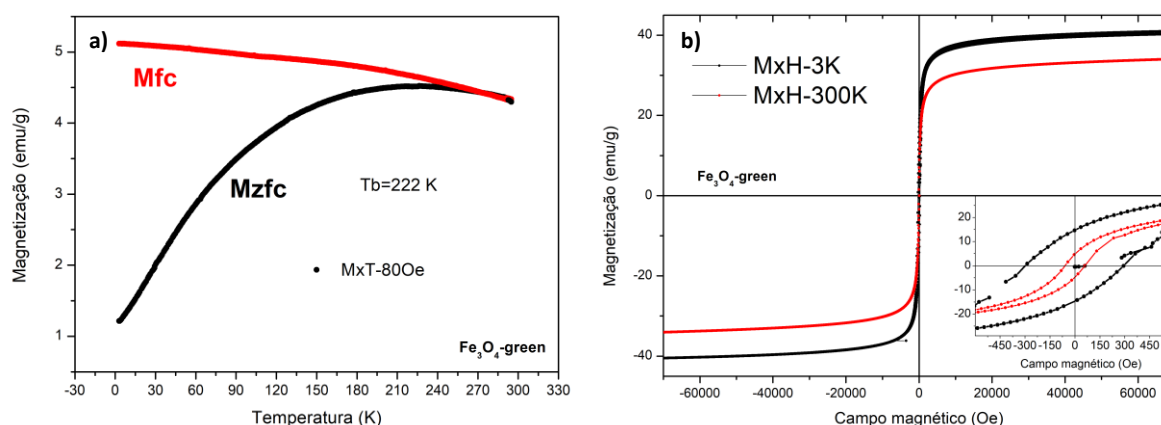 a)
Mfc
Mzfc
Tb=222 K
MxT-80Oe
Fe₃O₄-green
Magnetização (emu/g)
5
4
3
2
1
-30 0 30 60 90 120 150 180 210 240 270 300 330
Temperatura (K)
b)
MxH-3K
MxH-300K
Fe₃O₄-green
Magnetização (emu/g)
40
20
0
-20
-40
-60000 -40000 -20000 0 20000 40000 60000
Campo magnético (Oe)
20
10
0
-10
-20
-450 -300 -150 0 150 300 450
Campo magnético (Oe)